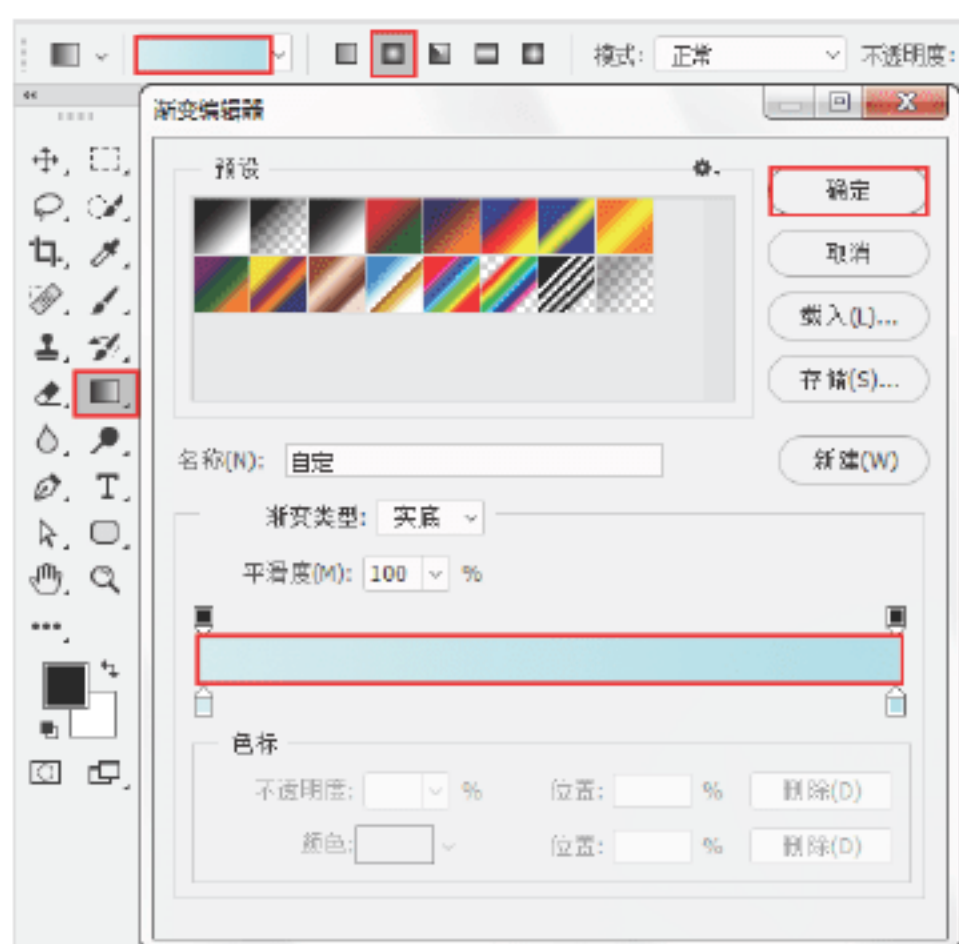 模式: 正常 不透明度:
渐变编辑器
预设
确定
取消
载入(L)...
存储(S)...
名称(N): 自定
新建(W)
渐变类型: 实底
平滑度(M): 100 %
色标
不透明度: % 位置: % 删除(D)
颜色: 位置: % 删除(D)